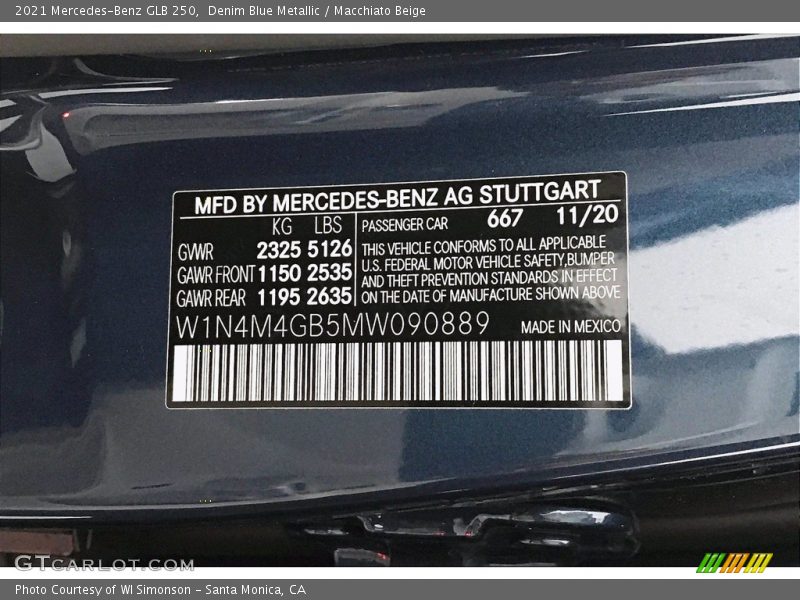 2021 Mercedes-Benz GLB 250, Denim Blue Metallic / Macchiato Beige
MFD BY MERCEDES-BENZ AG STUTTGART
KG LBS
PASSENGER CAR 667 11/20
GWR 2325 5126
GAWR FRONT 1150 2535
GAWR REAR 1195 2635
THIS VEHICLE CONFORMS TO ALL APPLICABLE
U.S. FEDERAL MOTOR VEHICLE SAFETY,BUMPER
AND THEFT PREVENTION STANDARDS IN EFFECT
ON THE DATE OF MANUFACTURE SHOWN ABOVE
W1N4M4GB5MW090889
MADE IN MEXICO
GTCARLOT.COM
Photo Courtesy of WI Simonson - Santa Monica, CA